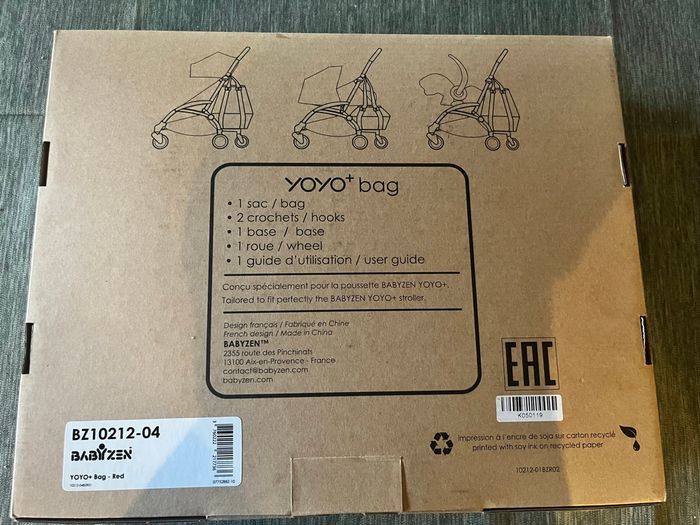 YOYO+ bag
• 1 sac / bag
• 2 crochets / hooks
• 1 base / base
• 1 roue / wheel
• 1 guide d'utilisation / user guide
Conçu spécialement pour la poussette BABYZEN YOYO+.
Tailored to fit perfectly the BABYZEN YOYO+ stroller.
Design français / Fabriqué en Chine
French design / Made in China
BABYZEN™
2355 route des Pinchinats
13100 Aix-en-Provence - France
contact@babyzen.com
babyzen.com
EAC
K050119
impression à l'encre de soja sur carton recyclé
printed with soy ink on recycled paper
10212-01BZR02
BZ10212-04
BABYZEN
YOYO+ Bag - Red